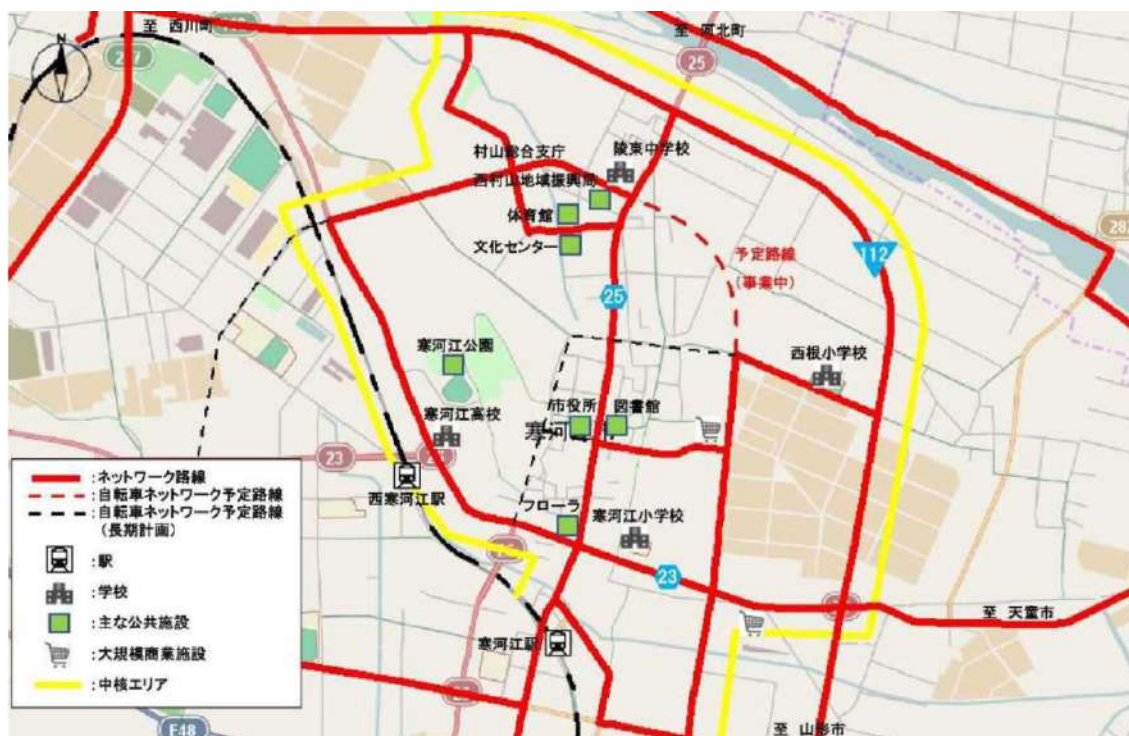 至 西川町
至 河北町
25
村山総合支庁
陵東中学校
西村山地域振興局
体育館
文化センター
予定路線
(事業中)
112
25
寒河江公園
西根小学校
市役所
図書館
寒河江高校
23
西寒河江駅
フローラ
寒河江小学校
23
至 天童市
寒河江駅
至 山形市
E48
:ネットワーク路線
:自転車ネットワーク予定路線
:自転車ネットワーク予定路線
(長期計画)
:駅
:学校
:主な公共施設
:大規模商業施設
:中核エリア